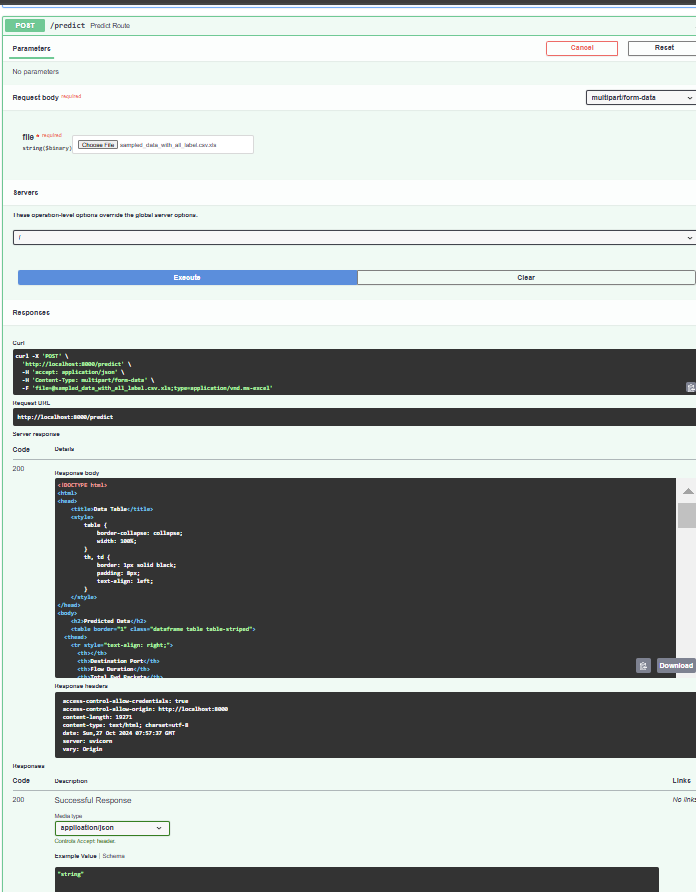 POST /predict Predict Route
Parameters Cancel Reset
No parameters
Request body required multipart/form-data
file * required
string($binary) Choose File sampled_data_with_all_label.csv.xls
Servers
These operation-level options override the global server options.
/
Execute Clear
Responses
Curl
curl -X 'POST' \
'http://localhost:8000/predict' \
-H 'accept: application/json' \
-H 'Content-Type: multipart/form-data' \
-F 'file=@sampled_data_with_all_label.csv.xls;type=application/vnd.ms-excel'
Request URL
http://localhost:8000/predict
Server response
Code Details
200
Response body
<!DOCTYPE html>
<html>
<head>
<title>Data Table</title>
<style>
table {
border-collapse: collapse;
width: 100%;
}
th, td {
border: 1px solid black;
padding: 8px;
text-align: left;
}
</style>
</head>
<body>
<h2>Predicted Data</h2>
<table border="1" class="dataframe table table-striped">
<thead>
<tr style="text-align: right;">
<th></th>
<th>Destination Port</th>
<th>Flow Duration</th>
<th>Total Fwd Packets</th>
Download
Response headers
access-control-allow-credentials: true
access-control-allow-origin: http://localhost:8000
content-length: 19271
content-type: text/html; charset=utf-8
date: Sun,27 Oct 2024 07:57:37 GMT
server: uvicorn
vary: Origin
Responses
Code Description Links
200 Successful Response No links
Media type
application/json
Controls Accept header.
Example Value | Schema
"string"